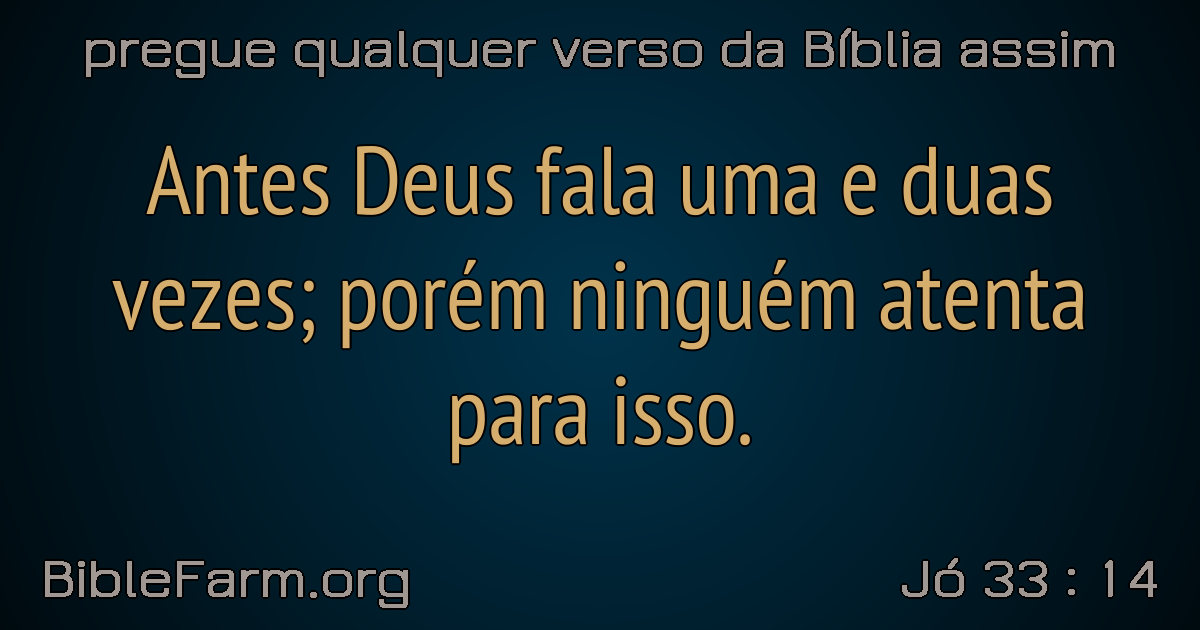 pregue qualquer verso da Bíblia assim
Antes Deus fala uma e duas
vezes; porém ninguém atenta
para isso.
BibleFarm.org
Jó 33 : 14